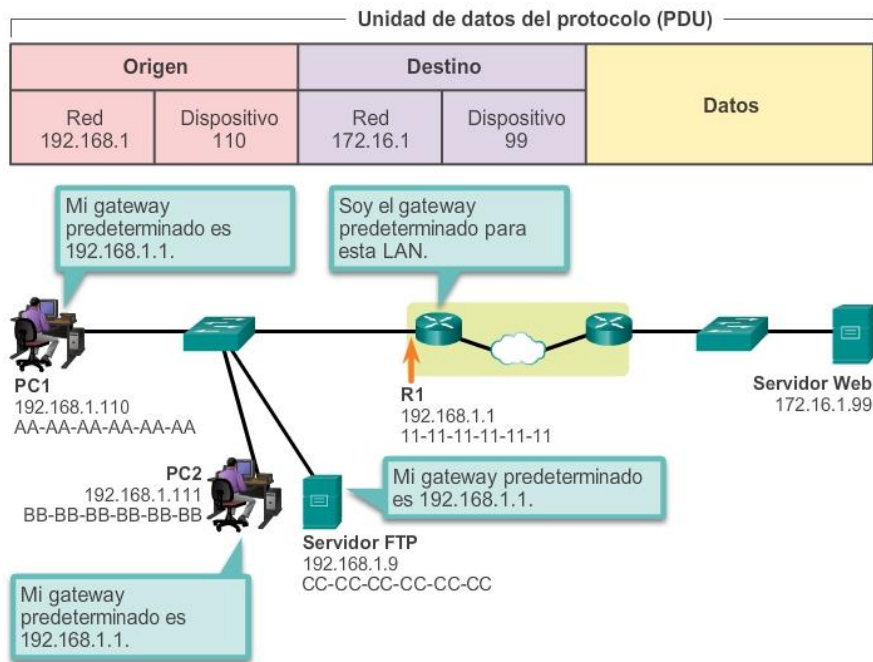 Unidad de datos del protocolo (PDU)
Origen
Destino
Datos
Red
192.168.1
Dispositivo
110
Red
172.16.1
Dispositivo
99
Mi gateway
predeterminado es
192.168.1.1.
Soy el gateway
predeterminado para
esta LAN.
PC1
192.168.1.110
AA-AA-AA-AA-AA-AA
R1
192.168.1.1
11-11-11-11-11-11
Servidor Web
172.16.1.99
PC2
192.168.1.111
BB-BB-BB-BB-BB-BB
Mi gateway predeterminado
es 192.168.1.1.
Servidor FTP
192.168.1.9
CC-CC-CC-CC-CC-CC
Mi gateway
predeterminado es
192.168.1.1.